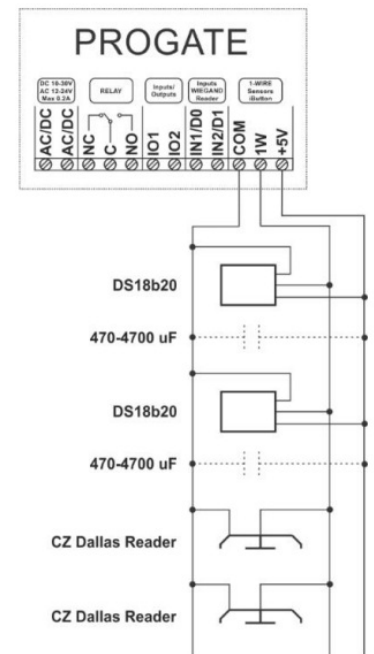 PROGATE
DC 10-30V
AC 12-24V
Max 0.2A
RELAY
Inputs/
Outputs
Inputs
WIEGAND
Reader
1-WIRE
Sensors
iButton
AC/DC
AC/DC
NC
C
NO
IO1
IO2
IN1/D0
IN2/D1
COM
1W
+5V
DS18b20
470-4700 uF
DS18b20
470-4700 uF
CZ Dallas Reader
CZ Dallas Reader